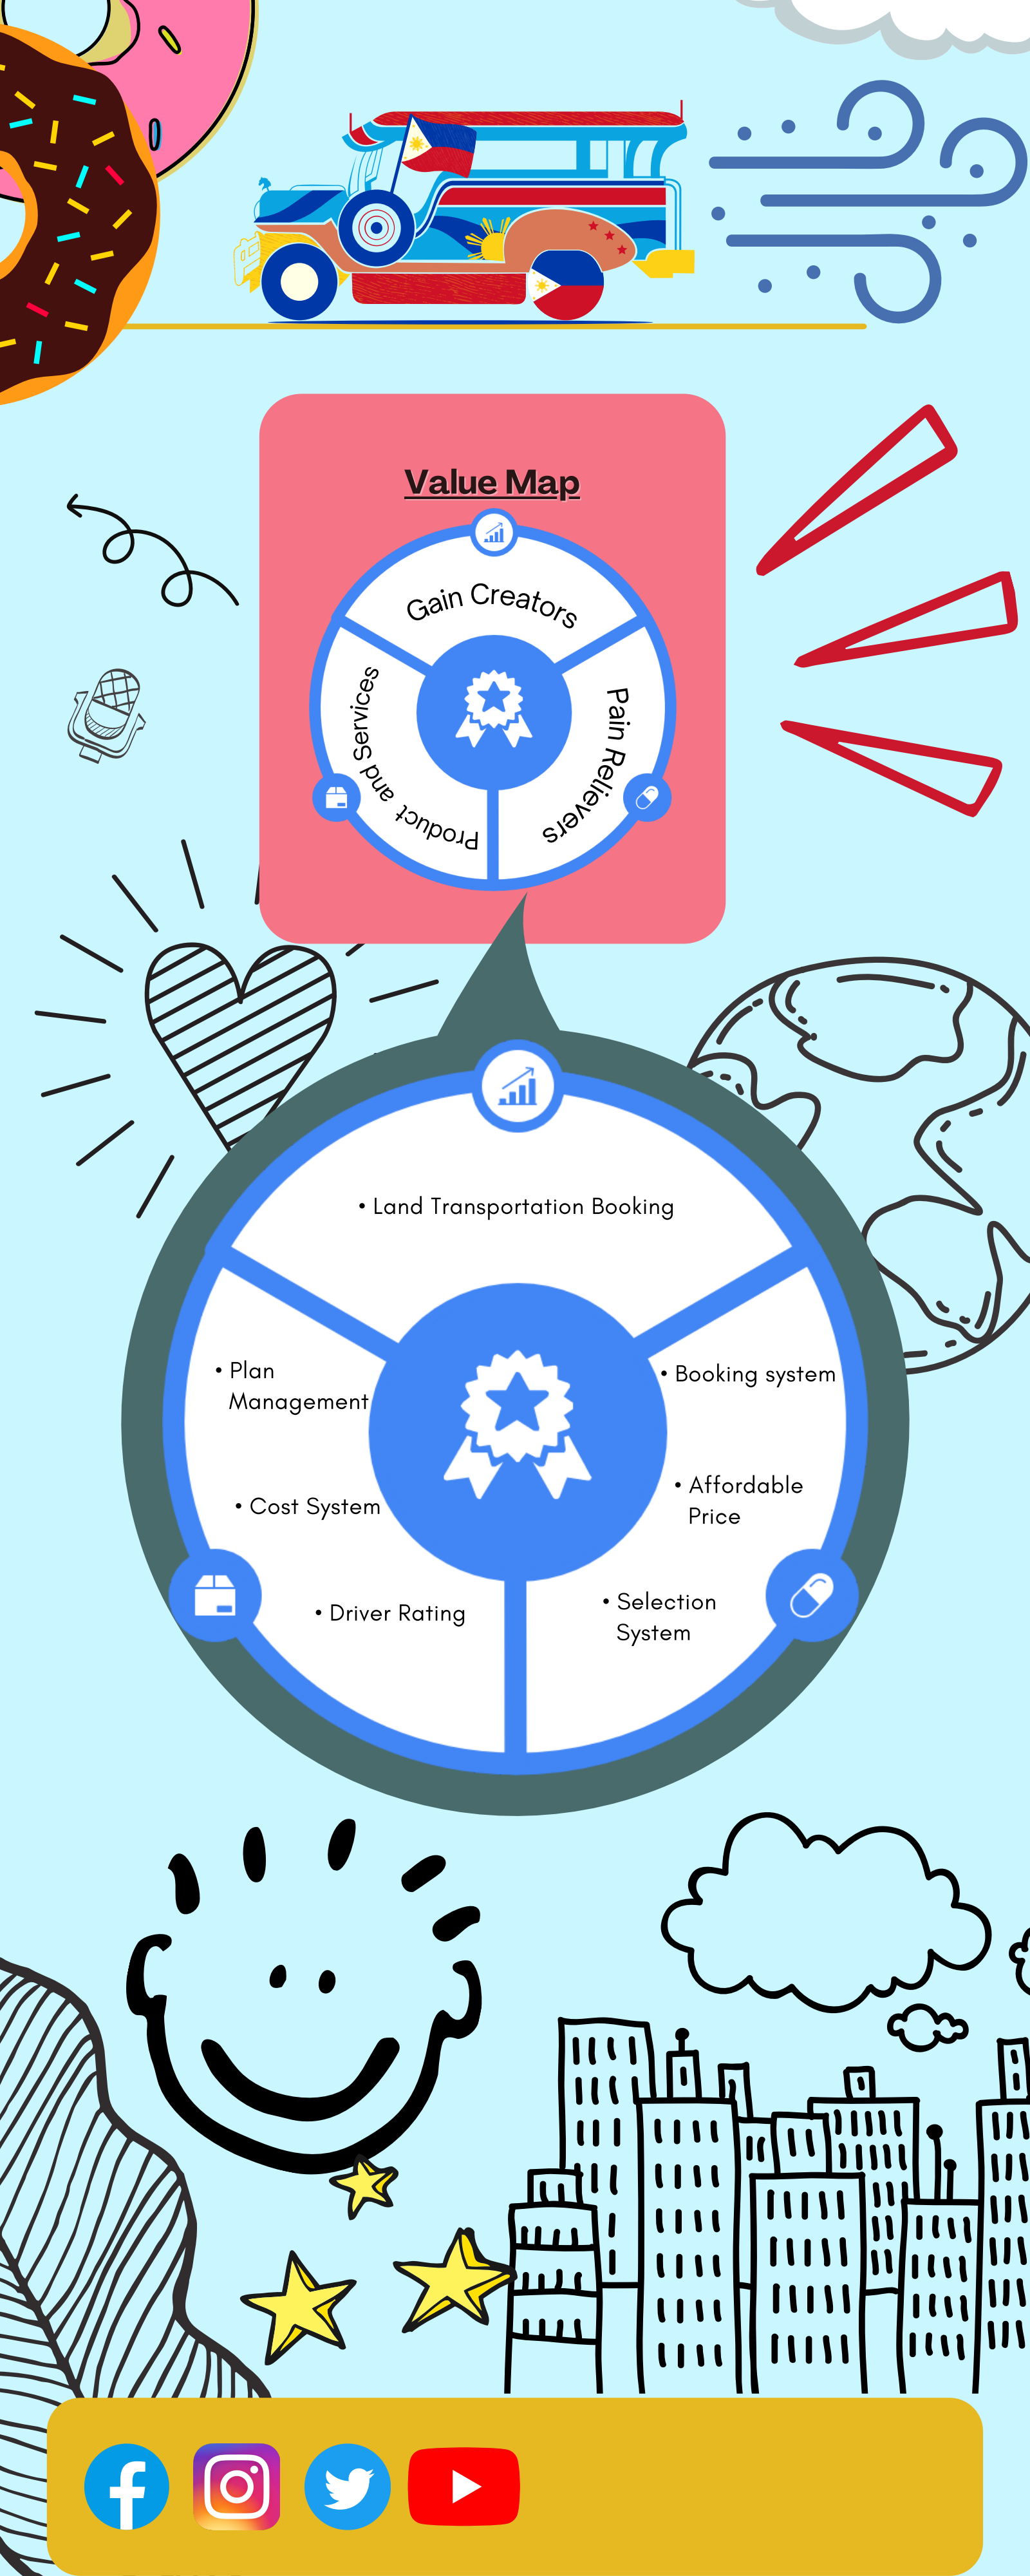 Value Map
Gain Creators
Product and Services
Pain Relievers
• Land Transportation Booking
• Plan
Management
• Cost System
• Driver Rating
• Booking system
• Affordable
Price
• Selection
System